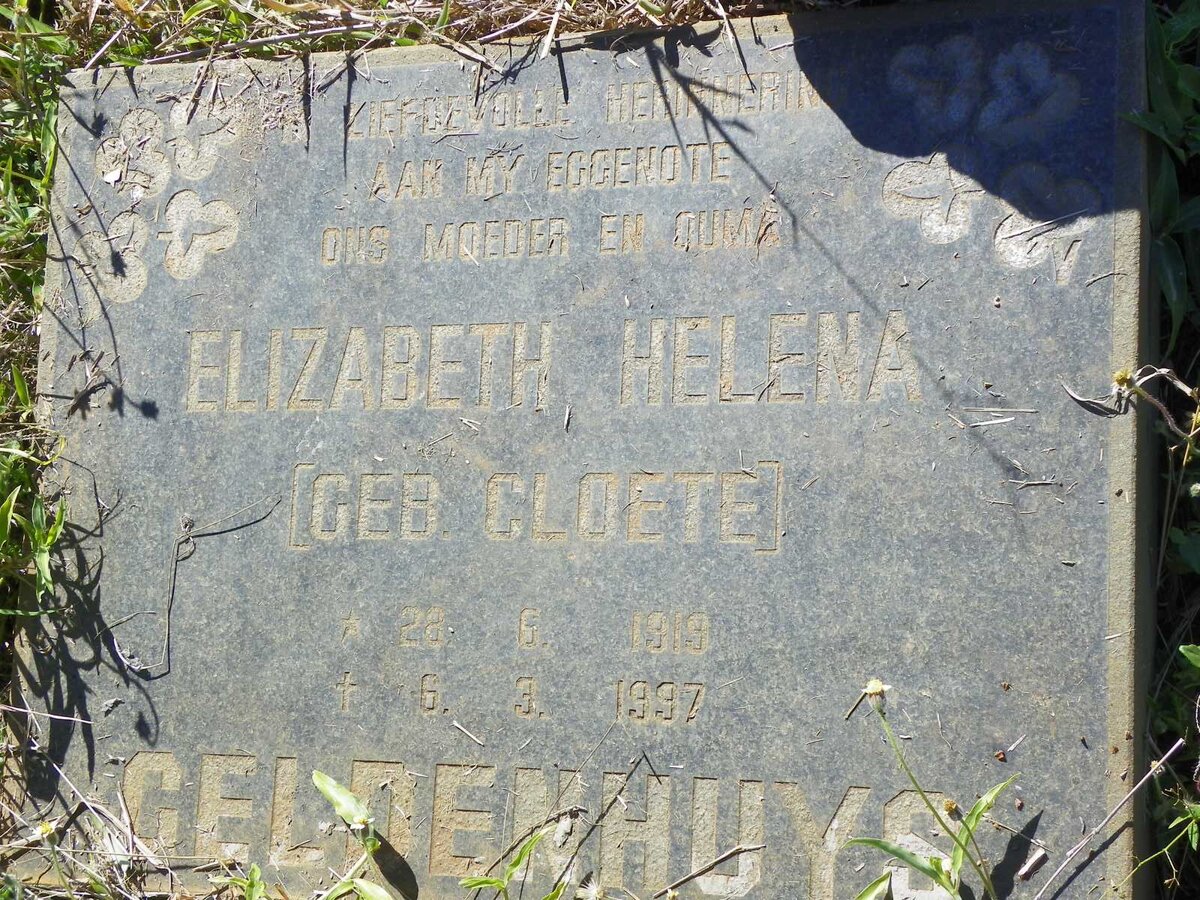 IN LIEFDEVOLLE HERINNERING
AAN MY EGGENOTE
ONS MOEDER EN OUMA
ELIZABETH HELENA
[GEB. CLOETE]
* 28 6. 1919
† 6. 3. 1997
GELDENHUYS